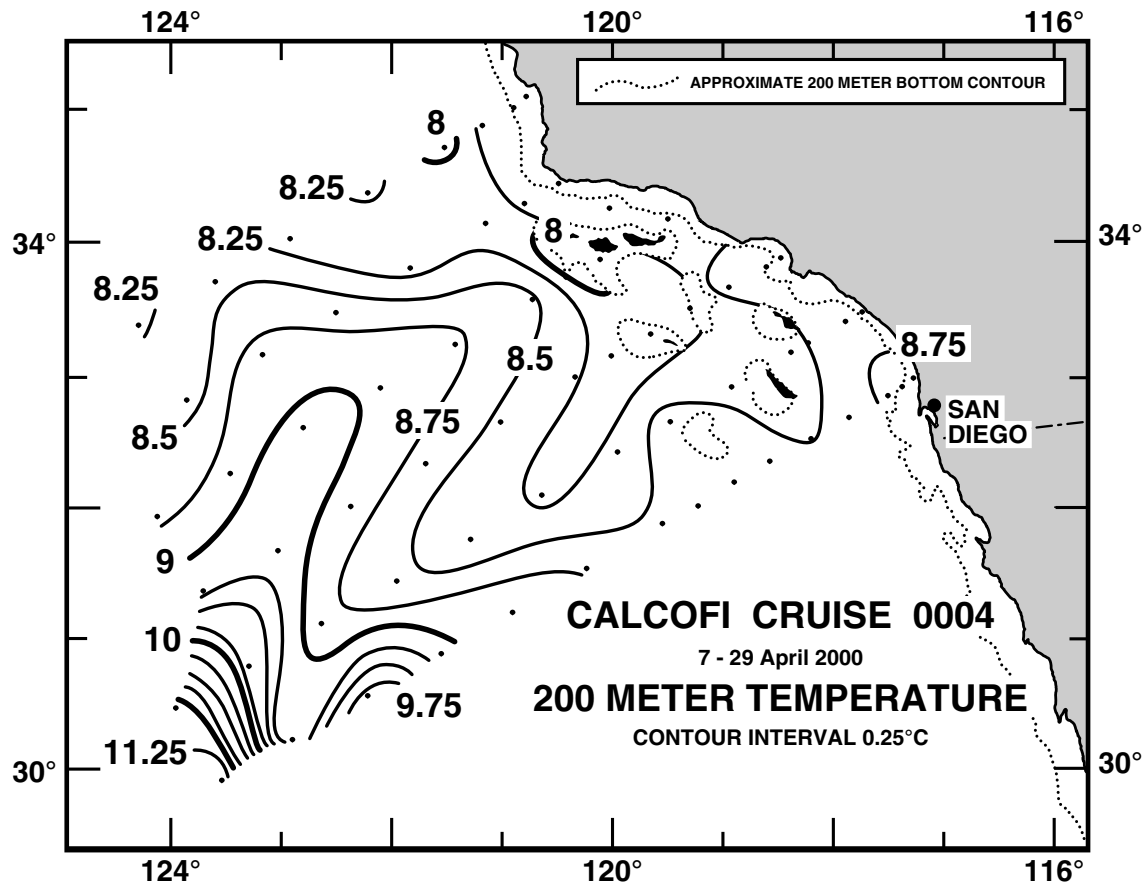 124° 120° 116°
APPROXIMATE 200 METER BOTTOM CONTOUR
8
8.25
8
34° 8.25 34°
8.25
8.75
8.5
SAN
DIEGO
8.75
8.5
9
CALCOFI CRUISE 0004
10
7 - 29 April 2000
200 METER TEMPERATURE
9.75
CONTOUR INTERVAL 0.25°C
11.25
30° 30°
124° 120° 116°